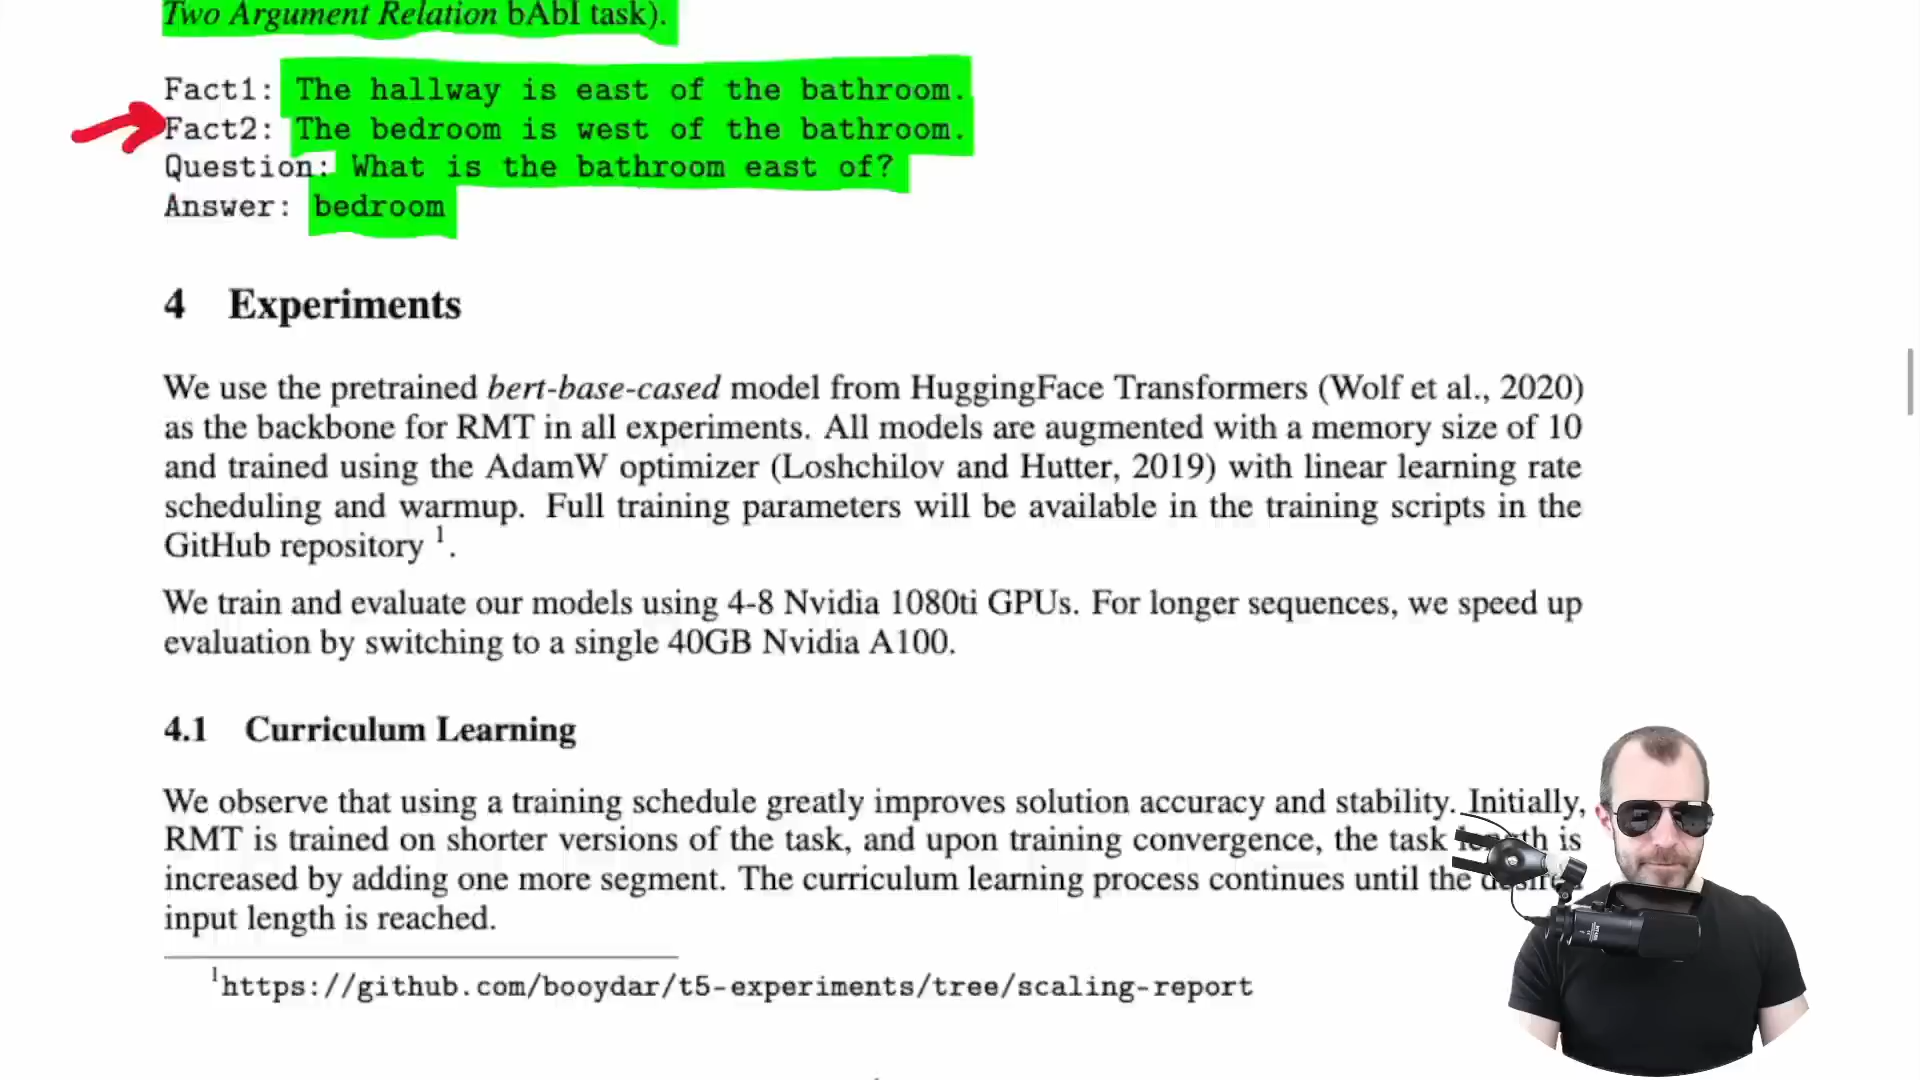 Two Argument Relation bAbI task).
Fact1: The hallway is east of the bathroom.
Fact2: The bedroom is west of the bathroom.
Question: What is the bathroom east of?
Answer: bedroom
4 Experiments
We use the pretrained bert-base-cased model from HuggingFace Transformers (Wolf et al., 2020)
as the backbone for RMT in all experiments. All models are augmented with a memory size of 10
and trained using the AdamW optimizer (Loshchilov and Hutter, 2019) with linear learning rate
scheduling and warmup. Full training parameters will be available in the training scripts in the
GitHub repository 1.
We train and evaluate our models using 4-8 Nvidia 1080ti GPUs. For longer sequences, we speed up
evaluation by switching to a single 40GB Nvidia A100.
4.1 Curriculum Learning
We observe that using a training schedule greatly improves solution accuracy and stability. Initially,
RMT is trained on shorter versions of the task, and upon training convergence, the task length is
increased by adding one more segment. The curriculum learning process continues until the desired
input length is reached.
1https://github.com/booydar/t5-experiments/tree/scaling-report